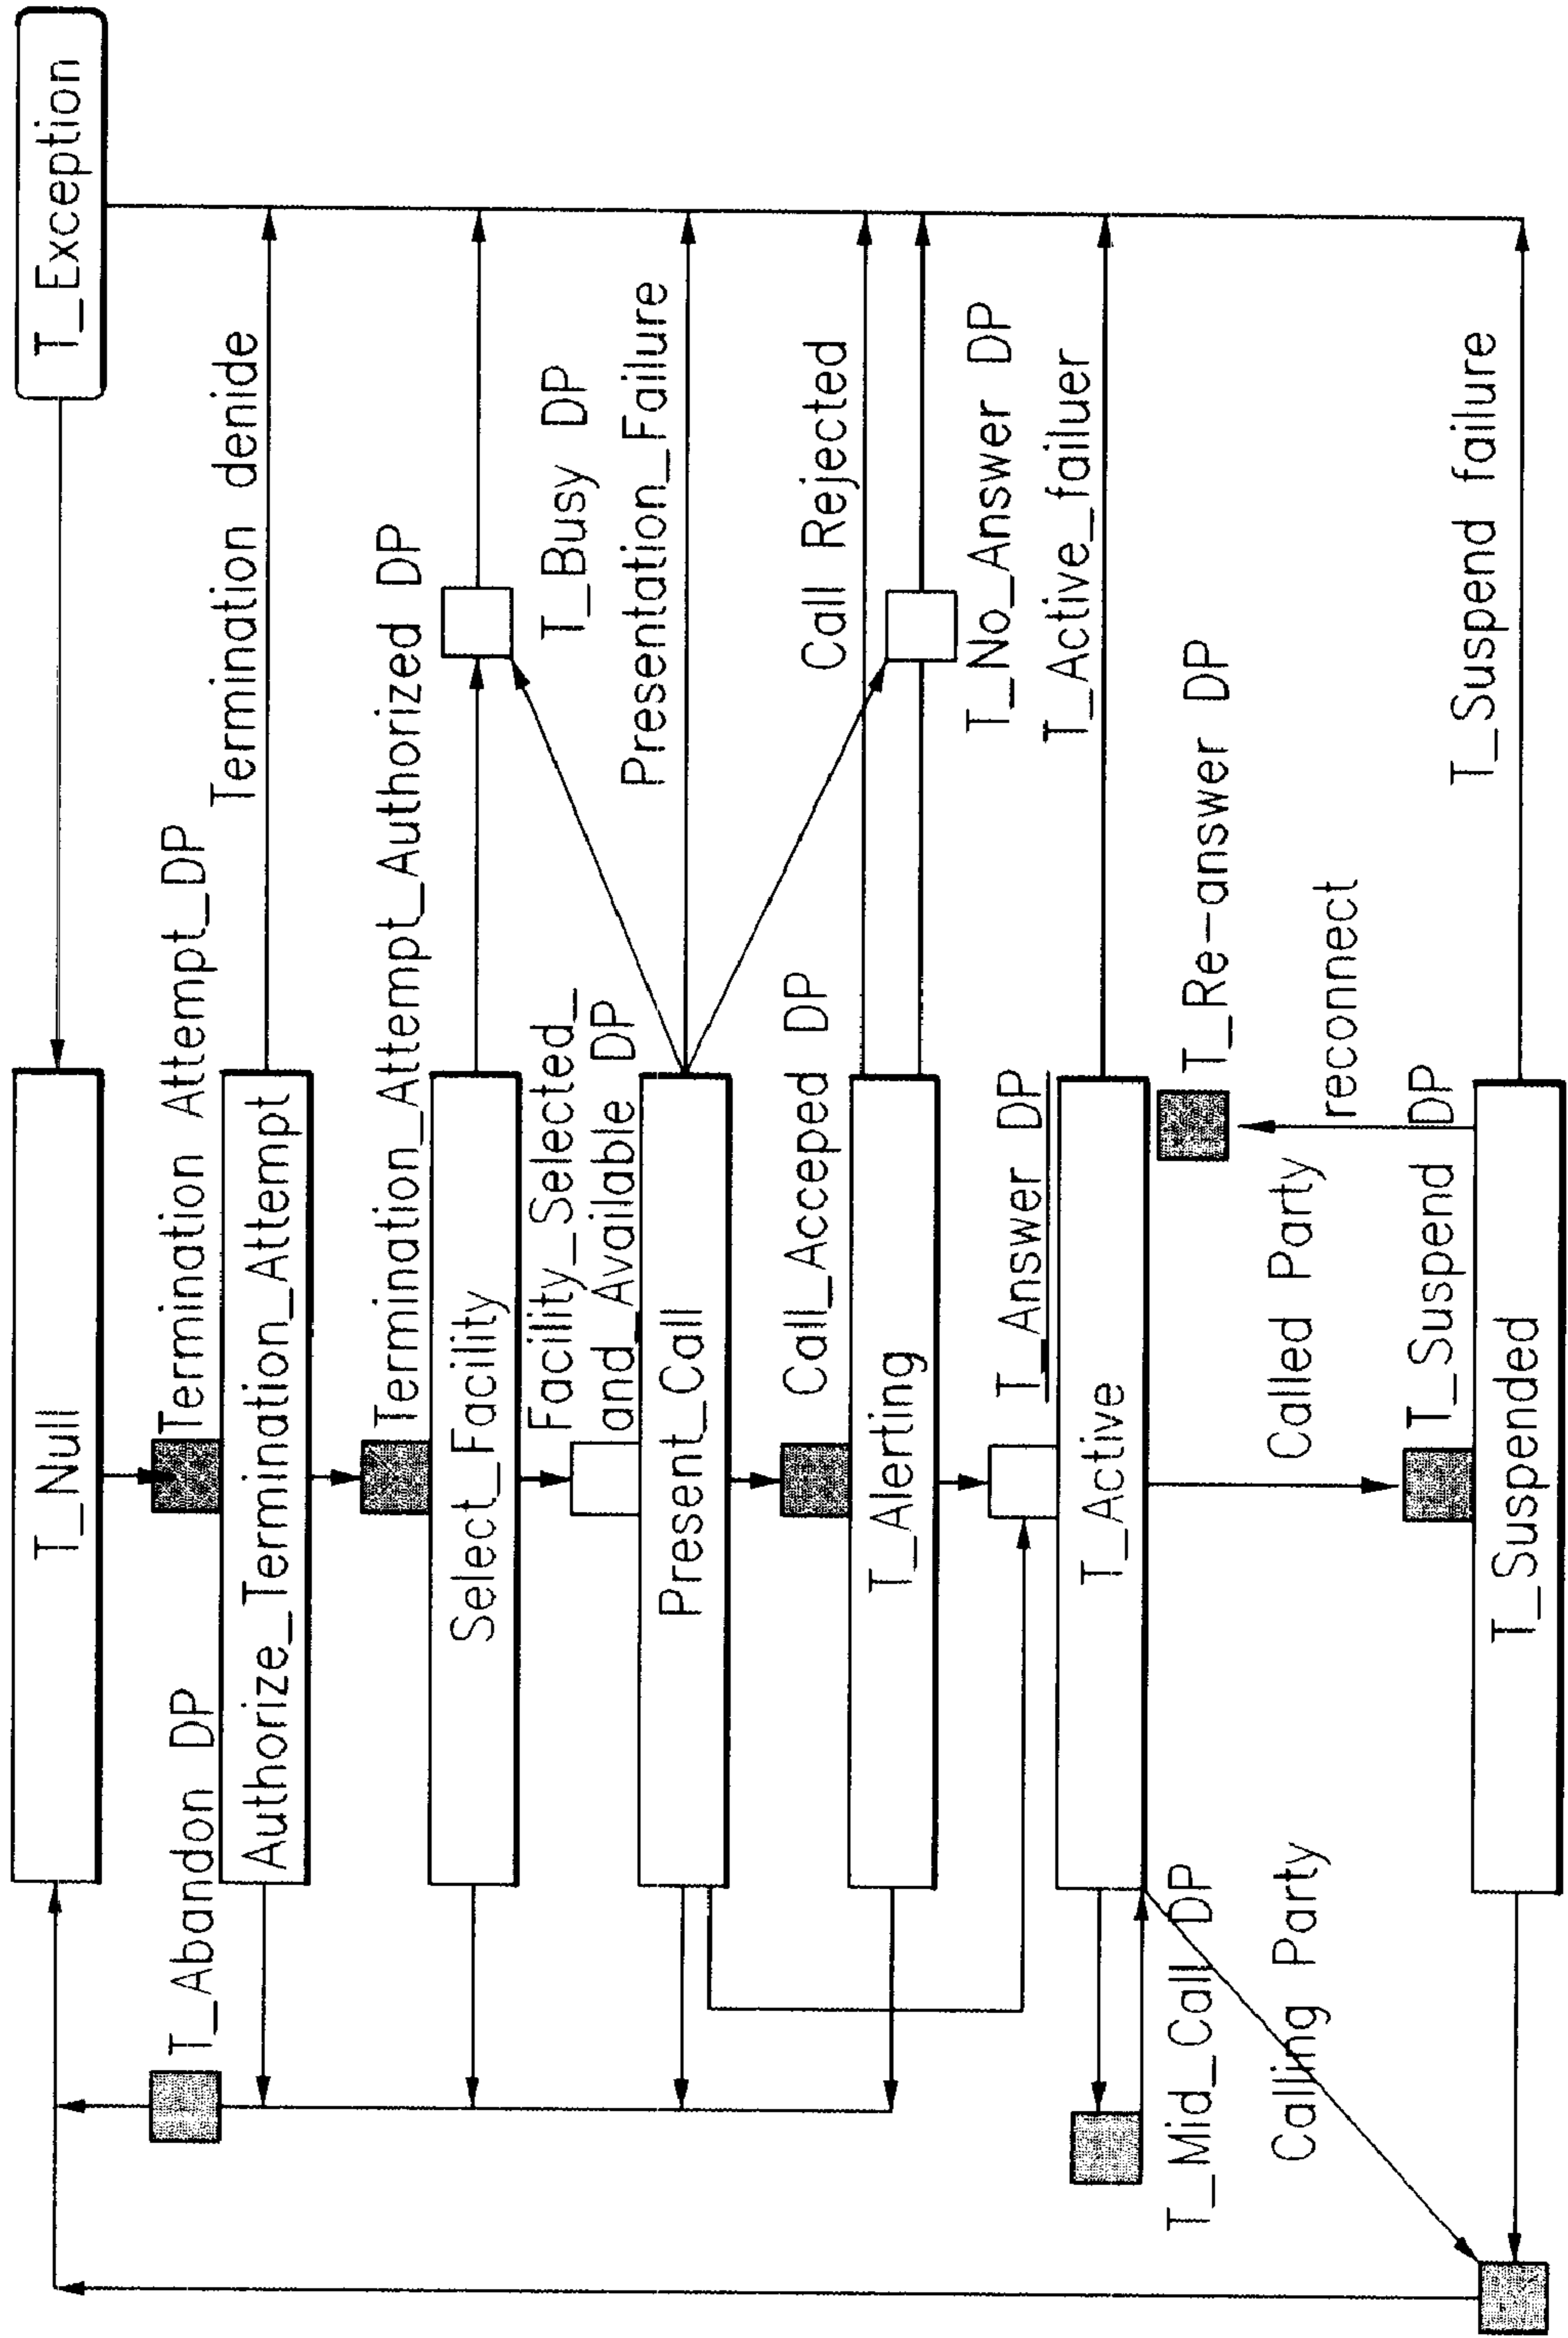 T_Exception
T_Null
Termination Attempt_DP
Termination denide
T_Abandon DP
Authorize_Termination_Attempt
Termination_Attempt_Authorized DP
Select_Facility
T_Busy DP
Facility_Selected_
and_Available DP
Presentation_Failure
Present_Call
Call_Acceped DP
Call Rejected
T_Alerting
T_No_Answer DP
T_Answer DP
T_Active_failuer
T_Active
T_Mid_Call DP
T_Re-answer DP
Calling Party
Called Party
reconnect
T_Suspend DP
T_Suspend failure
T_Suspended